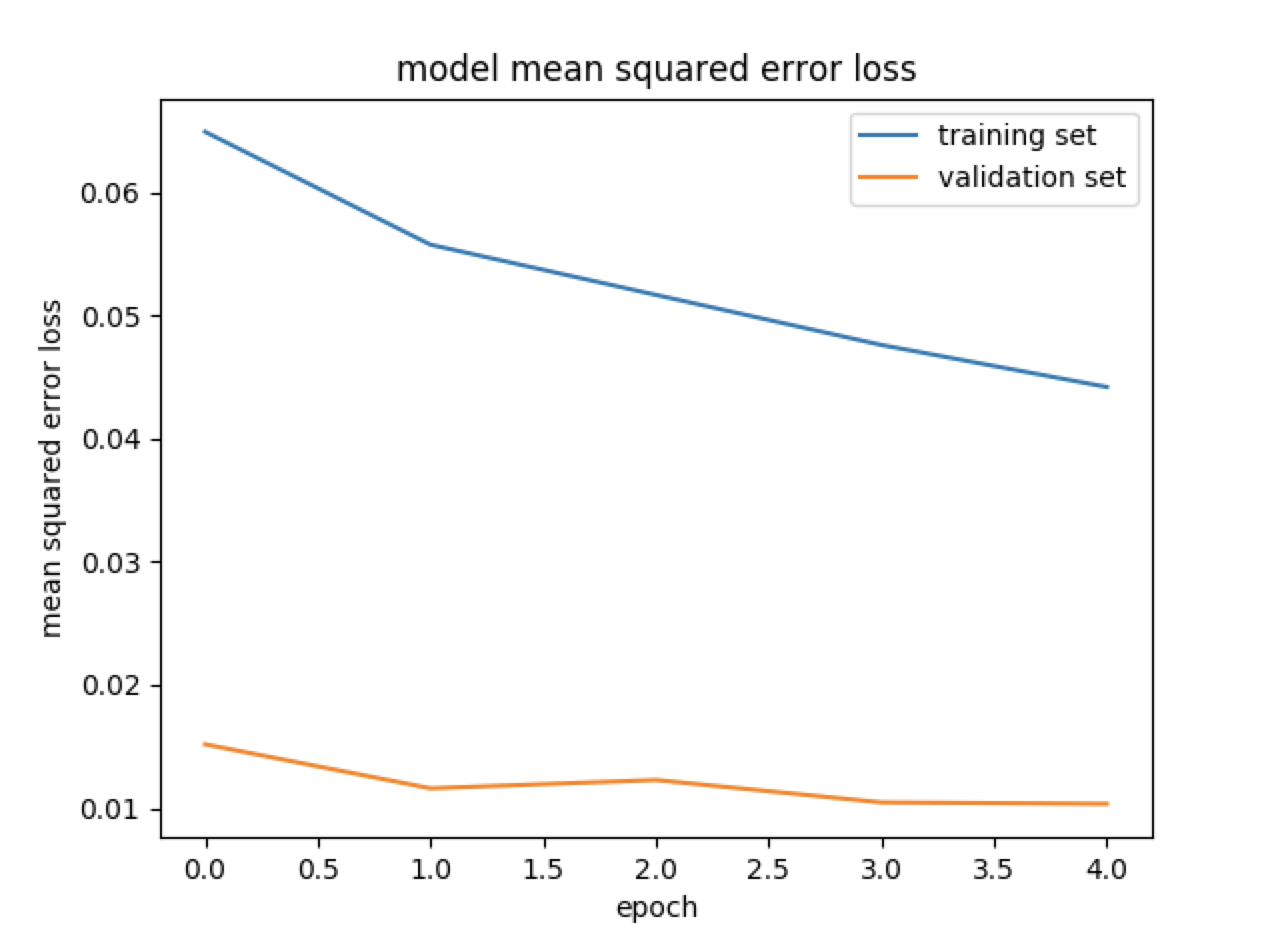 model mean squared error loss
training set
validation set
mean squared error loss
0.06
0.05
0.04
0.03
0.02
0.01
0.0 0.5 1.0 1.5 2.0 2.5 3.0 3.5 4.0
epoch